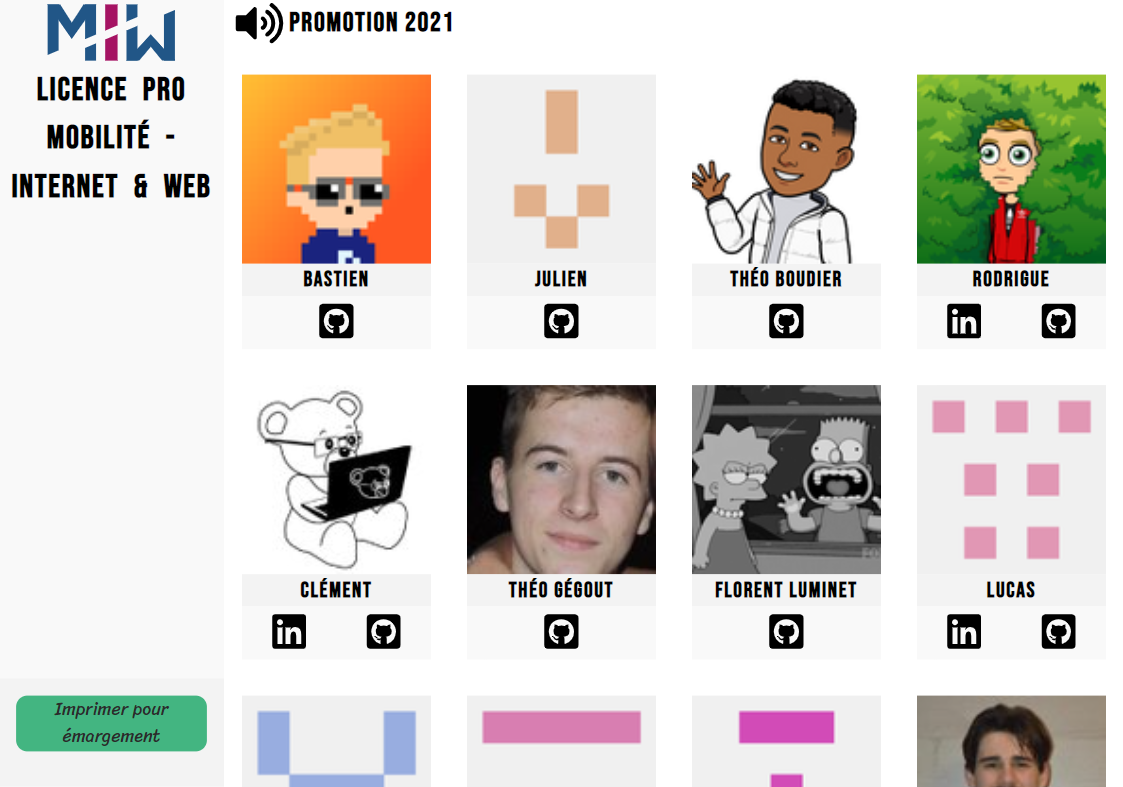 MIW
LICENCE PRO
MOBILITÉ -
INTERNET & WEB
PROMOTION 2021
BASTIEN
JULIEN
THÉO BOUDIER
RODRIGUE
in
CLÉMENT
THÉO GÉGOUT
FLORENT LUMINET
LUCAS
in
in
Imprimer pour
émargement